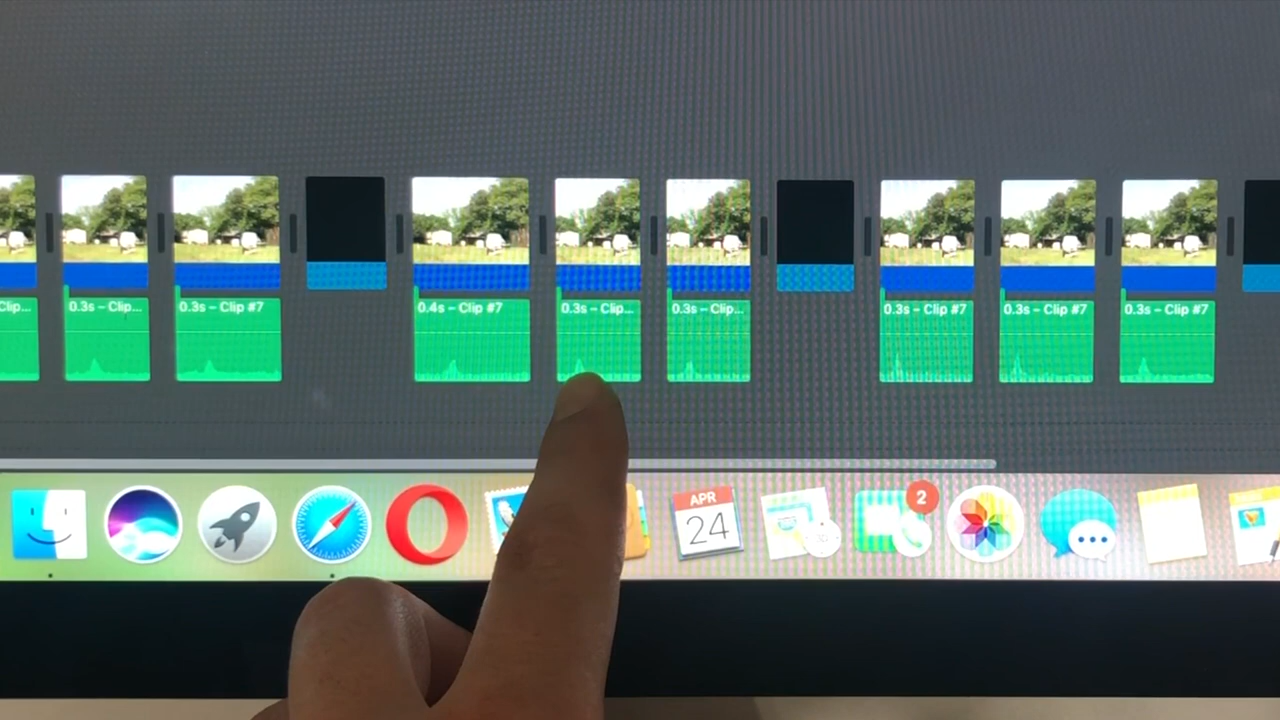 Clip...
0.3s – Clip...
0.3s – Clip #7
0.4s – Clip #7
0.3s – Clip...
0.3s – Clip...
0.3s – Clip #7
0.3s – Clip #7
0.3s – Clip #7
APR
24
2